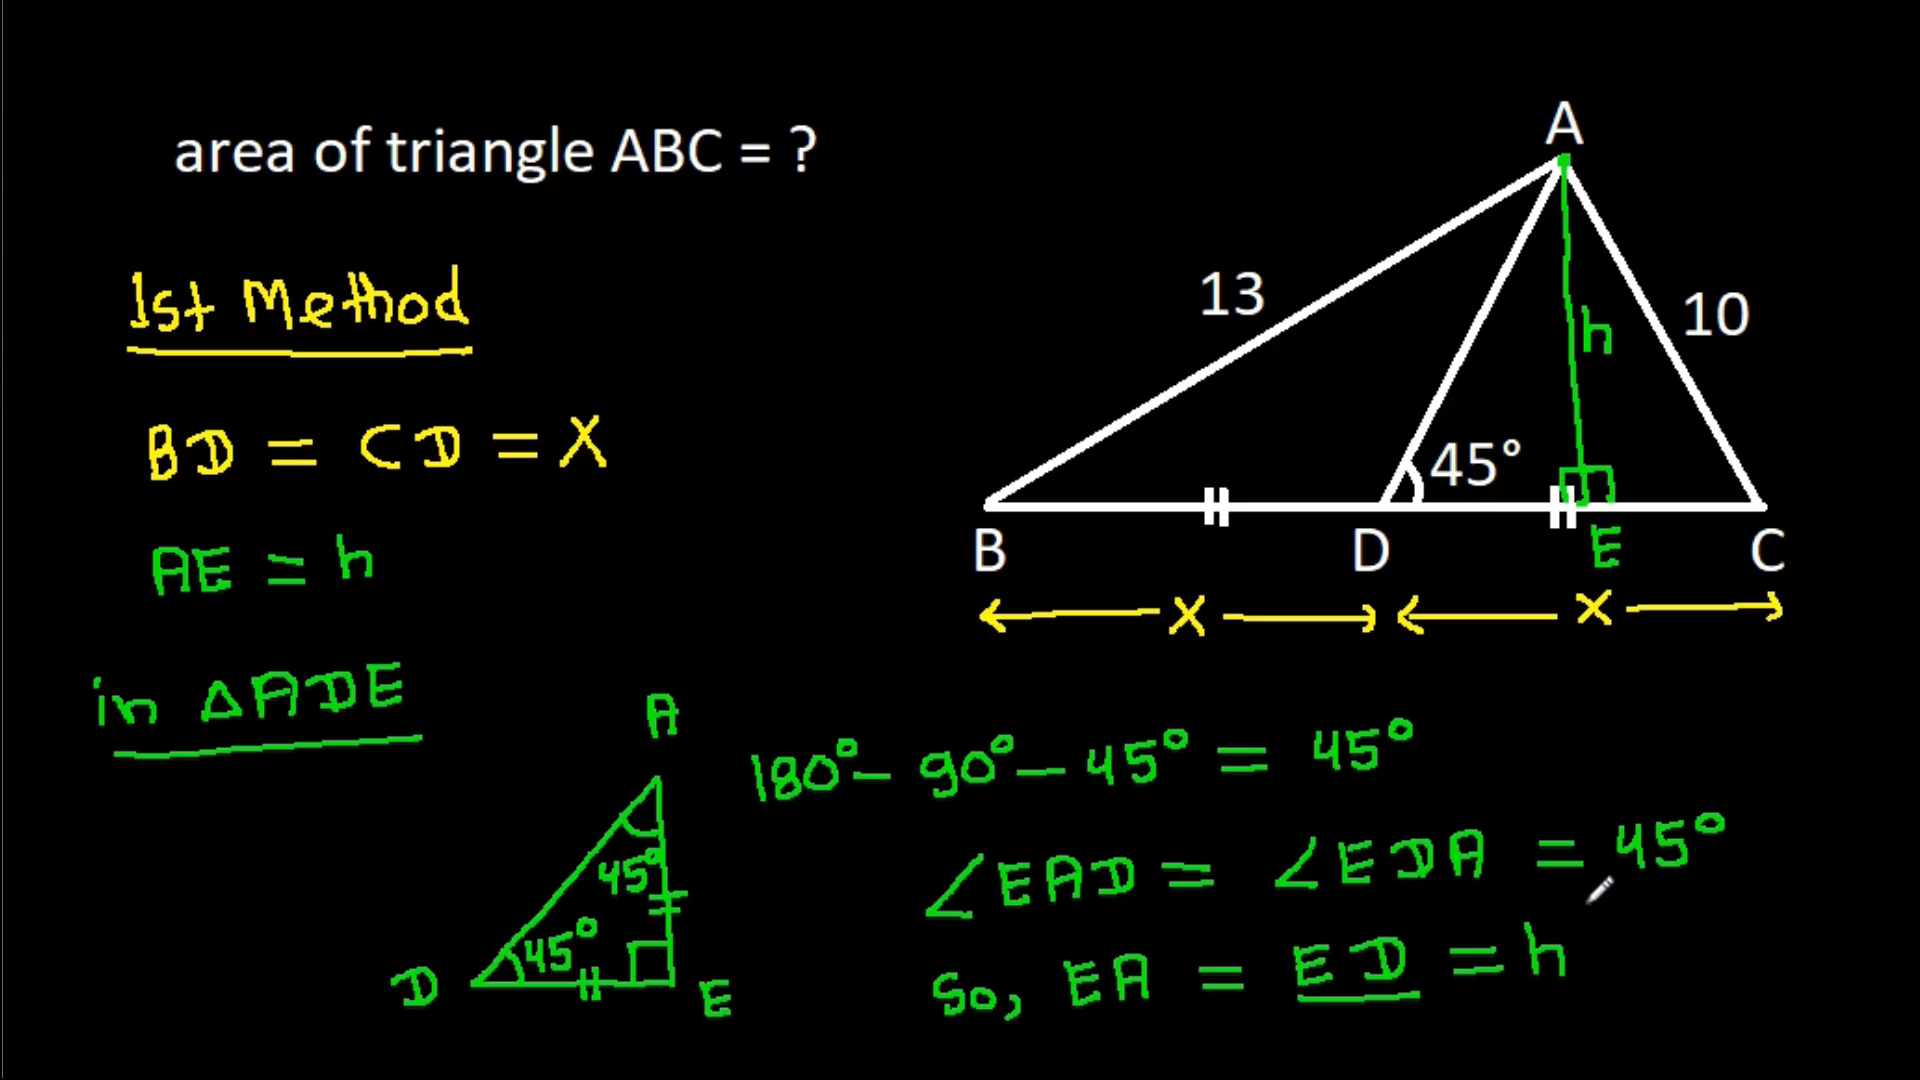 area of triangle ABC = ?
1st Method
BD = CD = X
AE = h
in △ADE
A
45°
45°
D
E
A
13
10
h
45°
B
D
E
C
X
X
180° - 90° - 45° = 45°
∠EAD = ∠EDA = 45°
So, EA = ED = h